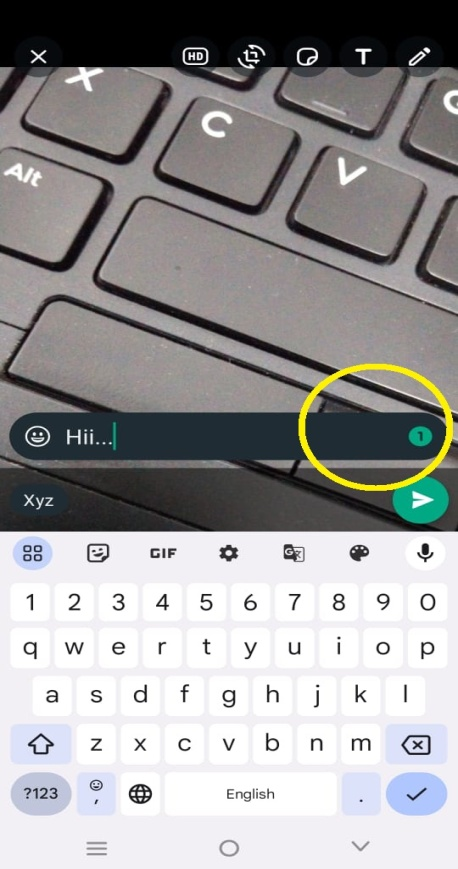 HD T
X C G
Alt V
Hii... 1
Xyz
GIF G
1 2 3 4 5 6 7 8 9 0
q w e r t y u i o p
a s d f g h j k l
z x c v b n m
?123 , English .